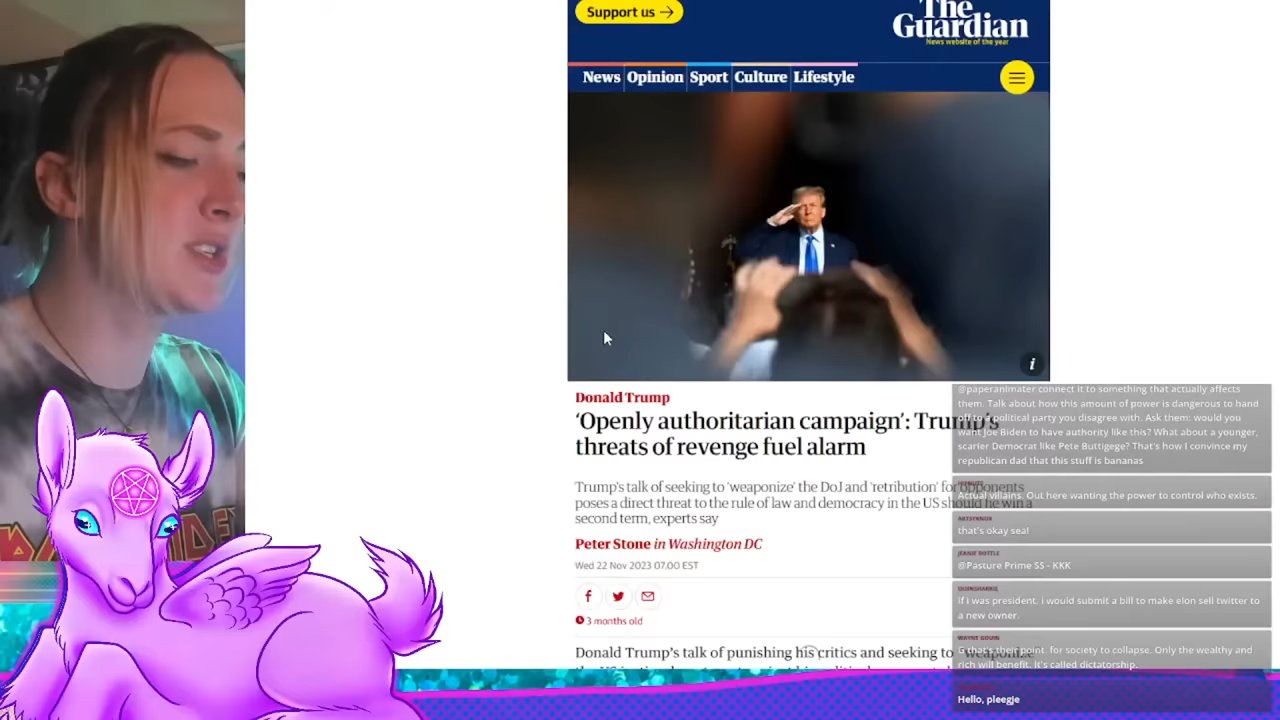 Support us →
The
Guardian
News website of the year
News Opinion Sport Culture Lifestyle
i
Donald Trump
'Openly authoritarian campaign': Trump's
threats of revenge fuel alarm
Trump's talk of seeking to 'weaponize' the DoJ and 'retribution' for opponents
poses a direct threat to the rule of law and democracy in the US should he win a
second term, experts say
Peter Stone in Washington DC
Wed 22 Nov 2023 07.00 EST
3 months old
Donald Trump's talk of punishing his critics and seeking to "weaponize
@paperanimater connect it to something that actually affects
them. Talk about how this amount of power is dangerous to hand
off to a political party you disagree with. Ask them: would you
want Joe Biden to have authority like this? What about a younger,
scarier Democrat like Pete Buttigege? That's how I convince my
republican dad that this stuff is bananas
Actual villains. Out here wanting the power to control who exists.
that's okay sea!
JEANIE BOTTLE
@Pasture Prime SS - KKK
If i was president, i would submit a bill to make elon sell twitter to
a new owner.
WAYNE GOUIN
G that's their point. for society to collapse. Only the wealthy and
rich will benefit. It's called dictatorship.
Hello, pleegje